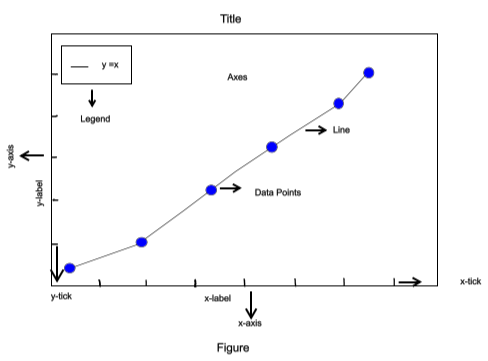 Title
y =x
Axes
Legend
Line
y-axis
y-label
Data Points
y-tick
x-label
x-tick
x-axis
Figure